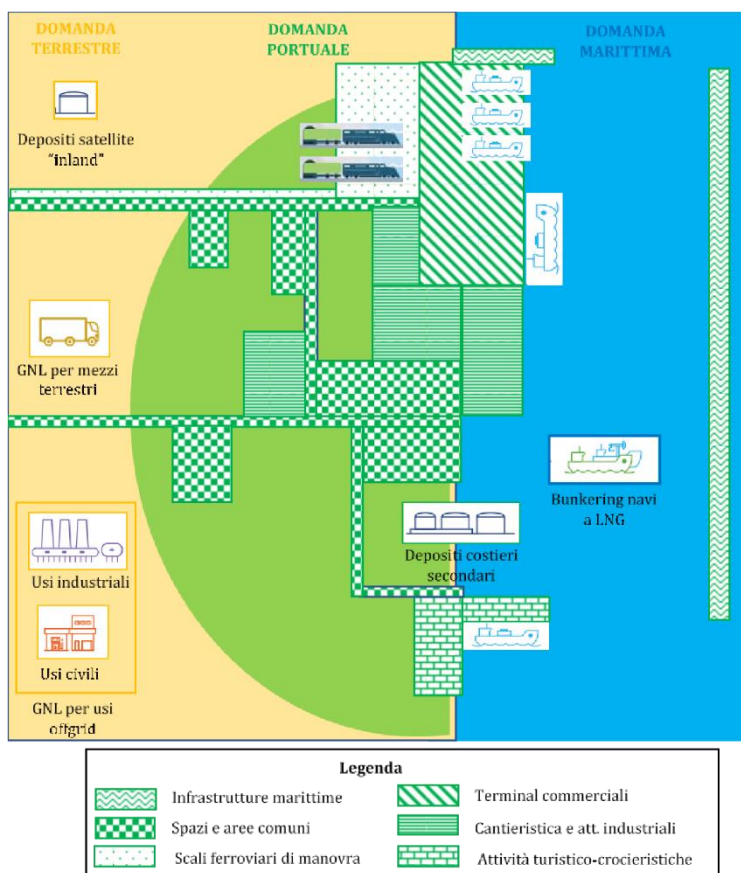 DOMANDA
TERRESTRE
DOMANDA
PORTUALE
DOMANDA
MARITTIMA
Depositi satellite
"inland"
GNL per mezzi
terrestri
Bunkering navi
a LNG
Depositi costieri
secondari
Usi industriali
Usi civili
GNL per usi
offgrid
Legenda
Infrastrutture marittime
Terminal commerciali
Spazi e aree comuni
Cantieristica e att. industriali
Scali ferroviari di manovra
Attività turistico-crocieristiche